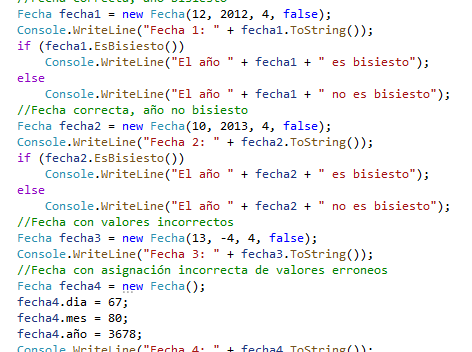 //Fecha correcta, año bisiesto
Fecha fecha1 = new Fecha(12, 2012, 4, false);
Console.WriteLine("Fecha 1: " + fecha1.ToString());
if (fecha1.EsBisiesto())
    Console.WriteLine("El año " + fecha1 + " es bisiesto");
else
    Console.WriteLine("El año " + fecha1 + " no es bisiesto");
//Fecha correcta, año no bisiesto
Fecha fecha2 = new Fecha(10, 2013, 4, false);
Console.WriteLine("Fecha 2: " + fecha2.ToString());
if (fecha2.EsBisiesto())
    Console.WriteLine("El año " + fecha2 + " es bisiesto");
else
    Console.WriteLine("El año " + fecha2 + " no es bisiesto");
//Fecha con valores incorrectos
Fecha fecha3 = new Fecha(13, -4, 4, false);
Console.WriteLine("Fecha 3: " + fecha3.ToString());
//Fecha con asignación incorrecta de valores erroneos
Fecha fecha4 = new Fecha();
fecha4.dia = 67;
fecha4.mes = 80;
fecha4.año = 3678;
Console.WriteLine("Fecha 4: " + fecha4.ToString());